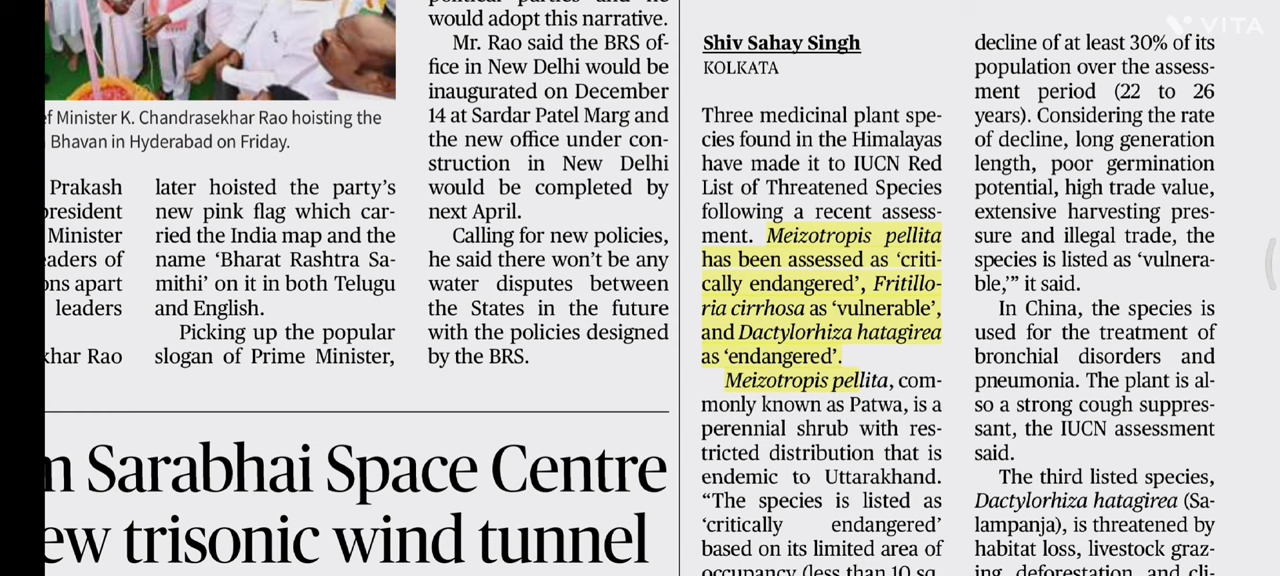 VITA
ef Minister K. Chandrasekhar Rao hoisting the
Bhavan in Hyderabad on Friday.
Prakash
president
Minister
eaders of
ons apart
leaders
khar Rao
later hoisted the party's
new pink flag which car-
ried the India map and the
name 'Bharat Rashtra Sa-
mithi' on it in both Telugu
and English.
Picking up the popular
slogan of Prime Minister,
political parties and he
would adopt this narrative.
Mr. Rao said the BRS of-
fice in New Delhi would be
inaugurated on December
14 at Sardar Patel Marg and
the new office under con-
struction in New Delhi
would be completed by
next April.
Calling for new policies,
he said there won't be any
water disputes between
the States in the future
with the policies designed
by the BRS.
m Sarabhai Space Centre
ew trisonic wind tunnel
Shiv Sahay Singh
KOLKATA
Three medicinal plant spe-
cies found in the Himalayas
have made it to IUCN Red
List of Threatened Species
following a recent assess-
ment. Meizotropis pellita
has been assessed as 'criti-
cally endangered', Fritillo-
ria cirrhosa as 'vulnerable',
and Dactylorhiza hatagirea
as 'endangered'.
Meizotropis pellita, com-
monly known as Patwa, is a
perennial shrub with res-
tricted distribution that is
endemic to Uttarakhand.
"The species is listed as
'critically endangered'
based on its limited area of
occupancy (less than 10 sq.
decline of at least 30% of its
population over the assess-
ment period (22 to 26
years). Considering the rate
of decline, long generation
length, poor germination
potential, high trade value,
extensive harvesting pres-
sure and illegal trade, the
species is listed as 'vulnera-
ble,'" it said.
In China, the species is
used for the treatment of
bronchial disorders and
pneumonia. The plant is al-
so a strong cough suppres-
sant, the IUCN assessment
said.
The third listed species,
Dactylorhiza hatagirea (Sa-
lampanja), is threatened by
habitat loss, livestock graz-
ing, deforestation, and cli-